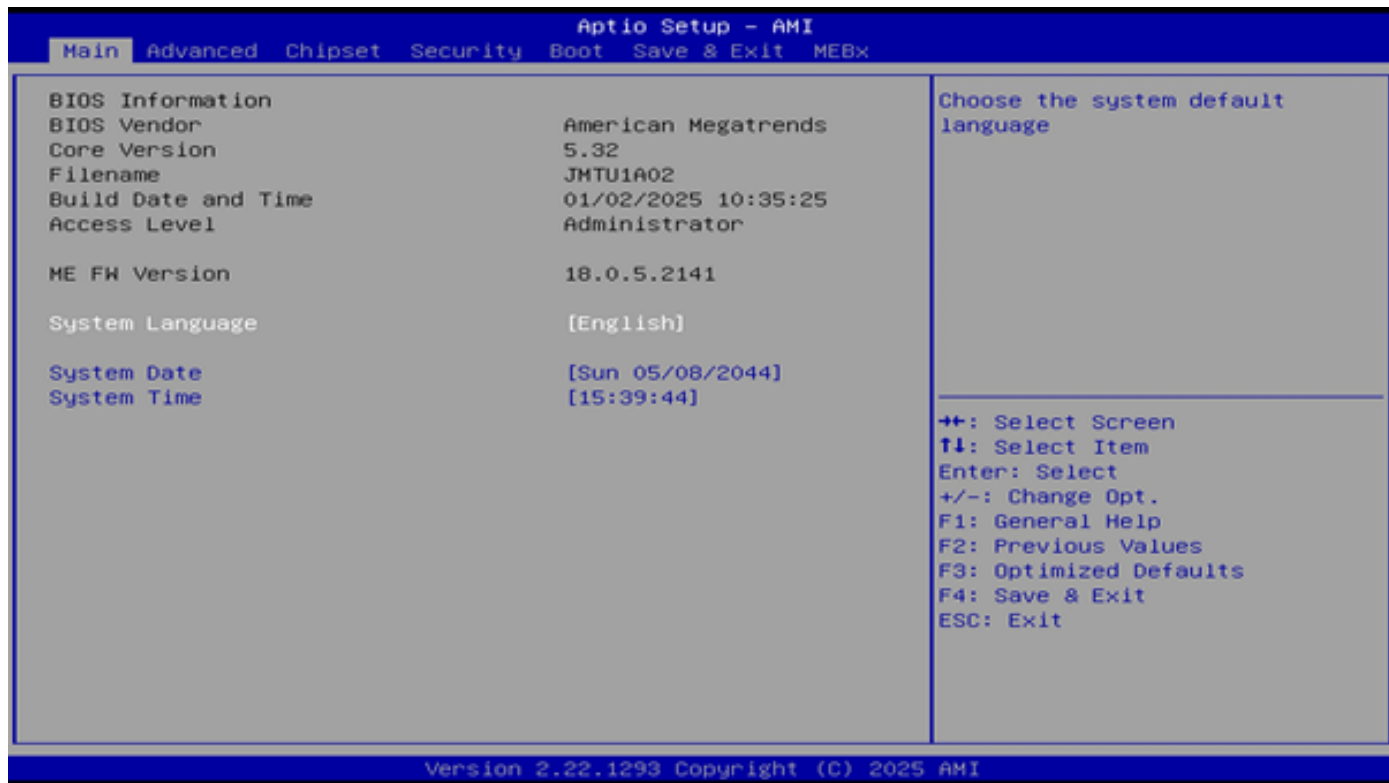 Aptio Setup – AMI
Main Advanced Chipset Security Boot Save & Exit MEBx
BIOS Information
BIOS Vendor American Megatrends
Core Version 5.32
Filename JMTU1A02
Build Date and Time 01/02/2025 10:35:25
Access Level Administrator
ME FW Version 18.0.5.2141
System Language [English]
System Date [Sun 05/08/2044]
System Time [15:39:44]
Choose the system default
language
→←: Select Screen
↑↓: Select Item
Enter: Select
+/-: Change Opt.
F1: General Help
F2: Previous Values
F3: Optimized Defaults
F4: Save & Exit
ESC: Exit
Version 2.22.1293 Copyright (C) 2025 AMI